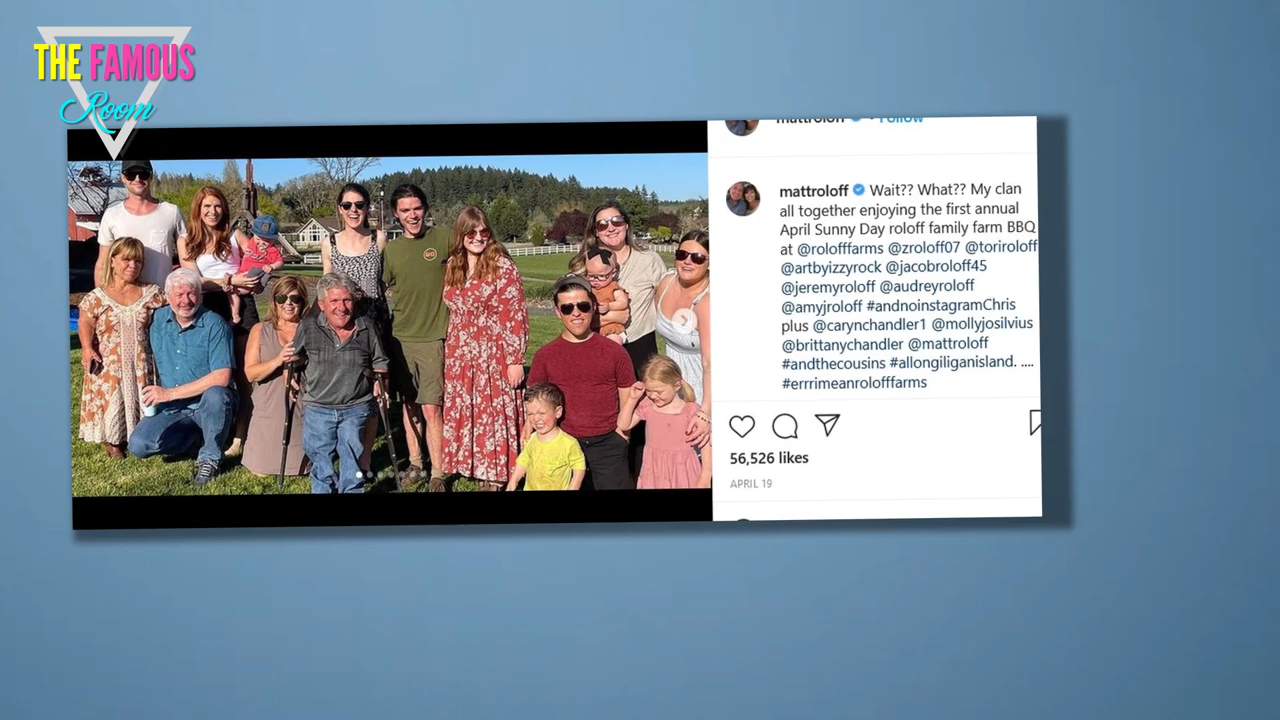 THE FAMOUS
Room
mattroloff • Follow
mattroloff Wait?? What?? My clan
all together enjoying the first annual
April Sunny Day roloff family farm BBQ
at @rolofffarms @zroloff07 @toriroloff
@artbyizzyrock @jacobroloff45
@jeremyroloff @audreyroloff
@amyjroloff #andnoinstagramChris
plus @carynchandler1 @mollyjosilvius
@brittanychandler @mattroloff
#andthecousins #allongiliganisland. ....
#errrimeanrolofffarms
56,526 likes
APRIL 19